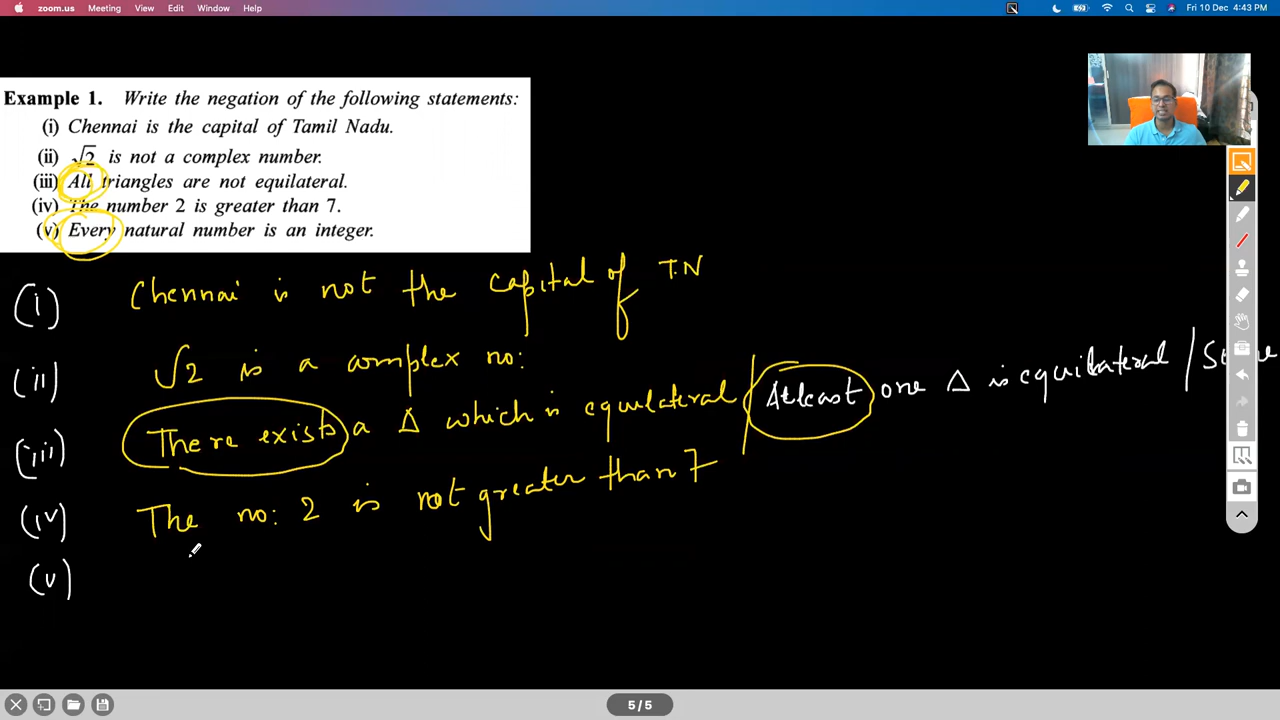 zoom.us Meeting View Edit Window Help Fri 10 Dec 4:43 PM
Example 1. Write the negation of the following statements:
(i) Chennai is the capital of Tamil Nadu.
(ii) √2 is not a complex number.
(iii) All triangles are not equilateral.
(iv) The number 2 is greater than 7.
(v) Every natural number is an integer.
(i) Chennai is not the capital of T.N
(ii) √2 is a complex no:
(iii) There exists a Δ which is equilateral / Atleast one Δ is equilateral / Some
(iv) The no: 2 is not greater than 7
(v)
5 / 5